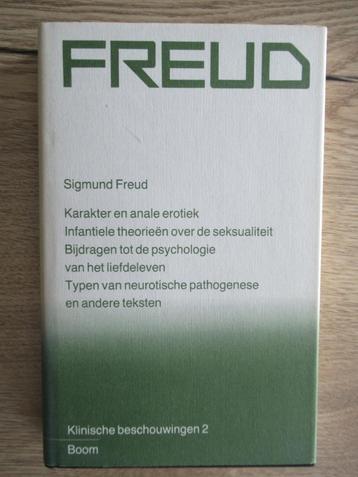 FREUD
Sigmund Freud
Karakter en anale erotiek
Infantiele theorieën over de seksualiteit
Bijdragen tot de psychologie
van het liefdeleven
Typen van neurotische pathogenese
en andere teksten
Klinische beschouwingen 2
Boom